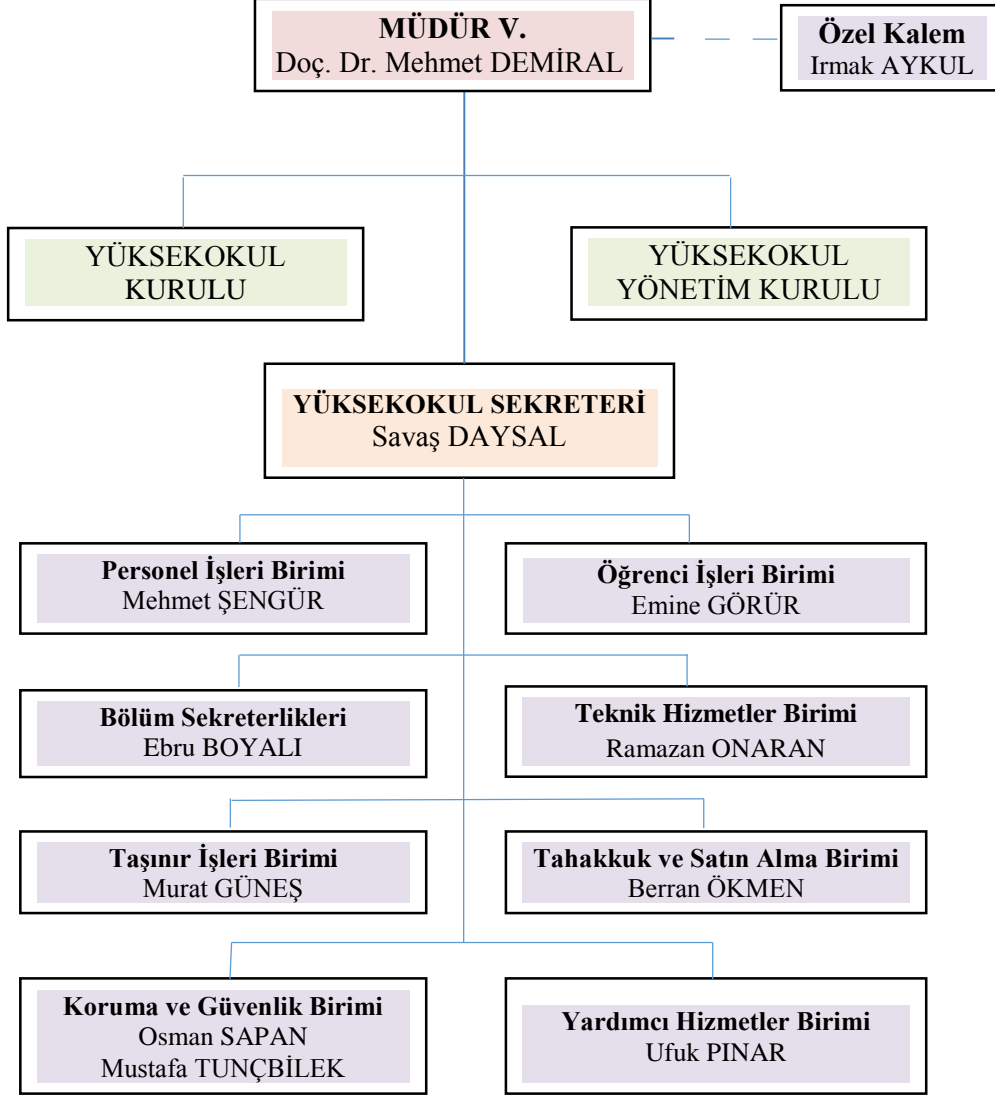 MÜDÜR V.
Doç. Dr. Mehmet DEMİRAL
Özel Kalem
Irmak AYKUL
YÜKSEKOKUL
KURULU
YÜKSEKOKUL
YÖNETİM KURULU
YÜKSEKOKUL SEKRETERİ
Savaş DAYSAL
Personel İşleri Birimi
Mehmet ŞENGÜR
Öğrenci İşleri Birimi
Emine GÖRÜR
Bölüm Sekreterlikleri
Ebru BOYALI
Teknik Hizmetler Birimi
Ramazan ONARAN
Taşınır İşleri Birimi
Murat GÜNEŞ
Tahakkuk ve Satın Alma Birimi
Berran ÖKMEN
Koruma ve Güvenlik Birimi
Osman SAPAN
Mustafa TUNÇBİLEK
Yardımcı Hizmetler Birimi
Ufuk PINAR